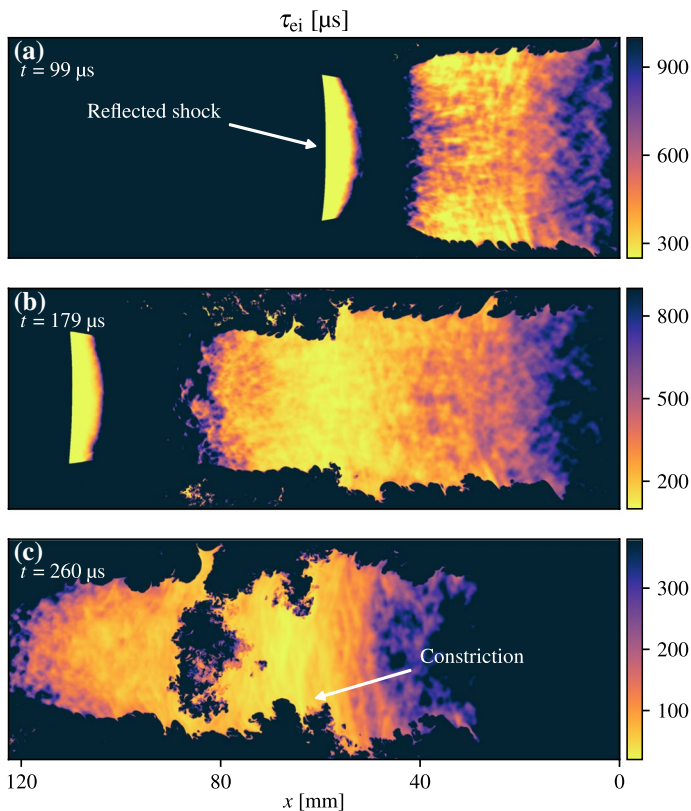 τei [μs]
(a)
t = 99 μs
Reflected shock
900
600
300
(b)
t = 179 μs
800
500
200
(c)
t = 260 μs
Constriction
300
200
100
120 80 40 0
x [mm]